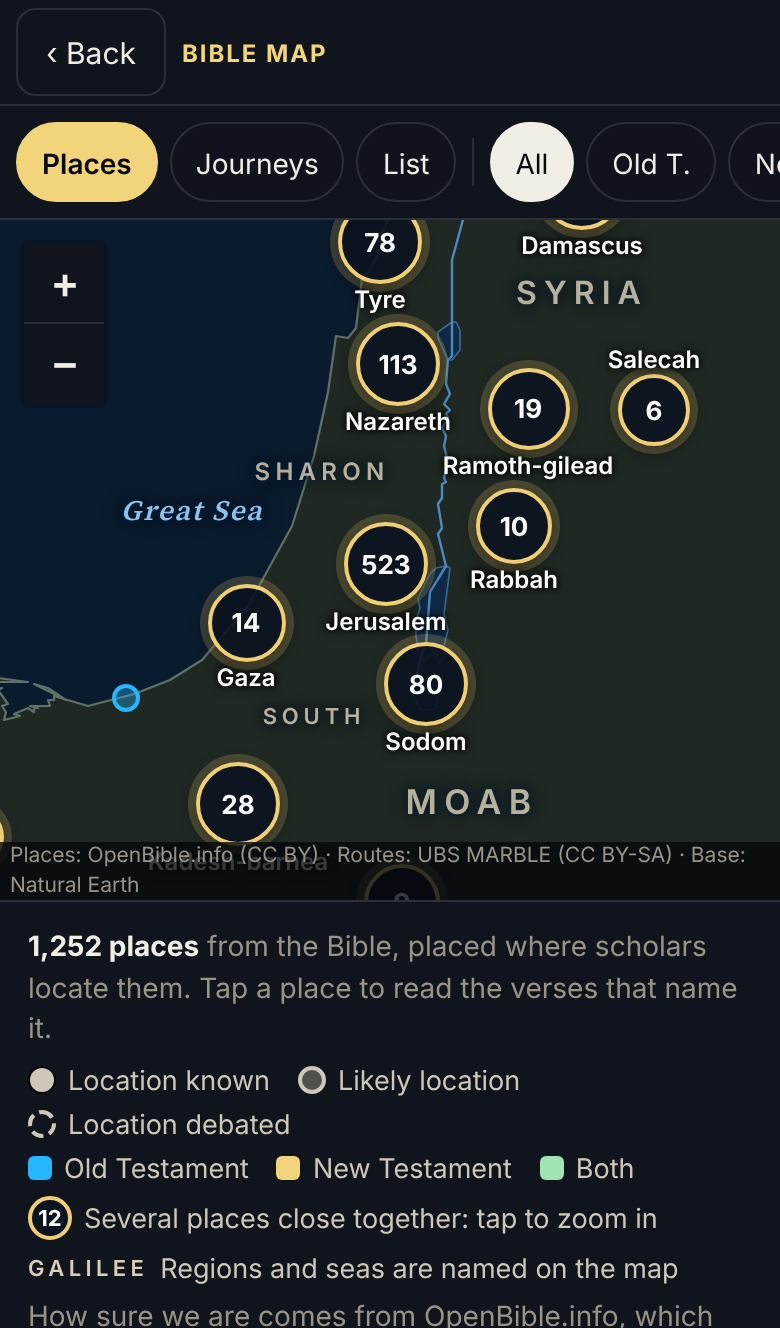 ‹ Back BIBLE MAP
Places Journeys List All Old T.
78 Damascus
Tyre SYRIA
+
113 Salecah
− 19 6
Nazareth
Ramoth-gilead
SHARON
Great Sea 10
523 Rabbah
14 Jerusalem
Gaza 80
SOUTH
Sodom
28 MOAB
Kadesh-barnea
Places: OpenBible.info (CC BY) · Routes: UBS MARBLE (CC BY-SA) · Base:
Natural Earth
1,252 places from the Bible, placed where scholars
locate them. Tap a place to read the verses that name
it.
Location known Likely location
Location debated
Old Testament New Testament Both
12 Several places close together: tap to zoom in
GALILEE Regions and seas are named on the map
How sure we are comes from OpenBible.info, which